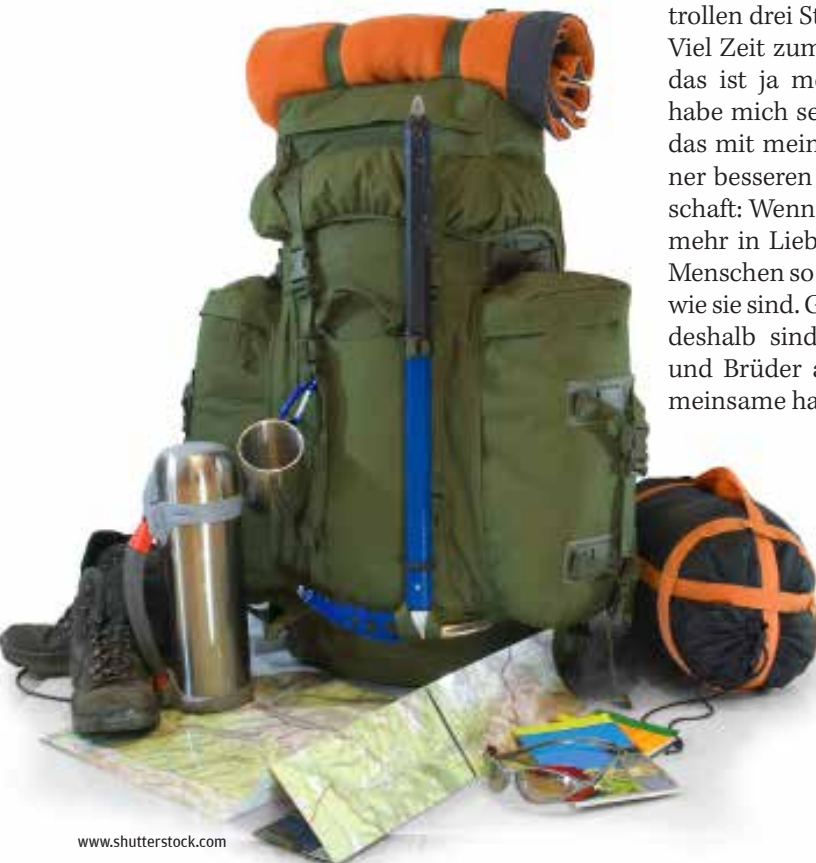 trollen drei St
Viel Zeit zum
das ist ja me
habe mich se
das mit mein
ner besseren
schaft: Wenn
mehr in Lieb
Menschen so
wie sie sind. G
deshalb sind
und Brüder a
meinsame ha
www.shutterstock.com